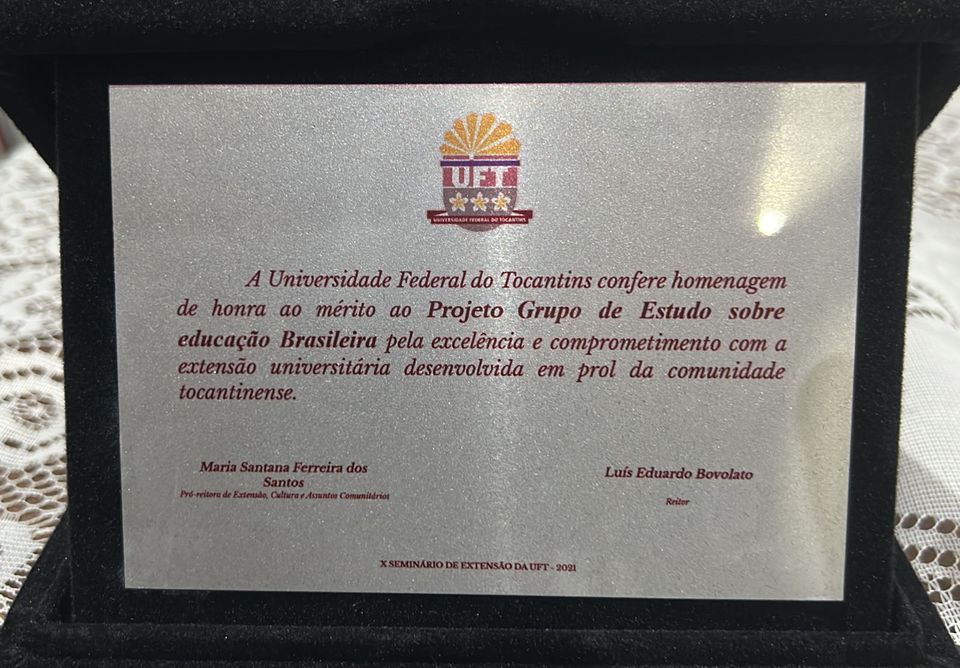 UFT
UNIVERSIDADE FEDERAL DO TOCANTINS
A Universidade Federal do Tocantins confere homenagem
de honra ao mérito ao Projeto Grupo de Estudo sobre
educação Brasileira pela excelência e comprometimento com a
extensão universitária desenvolvida em prol da comunidade
tocantinense.
Maria Santana Ferreira dos
Santos
Pró-reitora de Extensão, Cultura e Assuntos Comunitários
Luís Eduardo Bovolato
Reitor
X SEMINÁRIO DE EXTENSÃO DA UFT - 2021